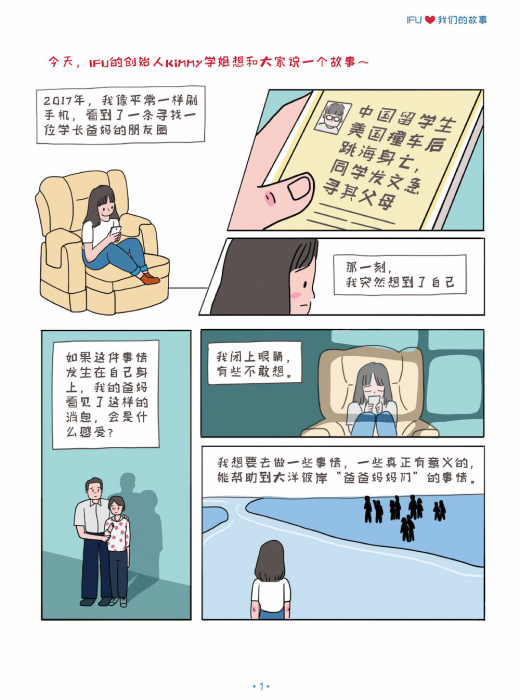 IFU ❤ 我们的故事
今天，IFU的创始人Kimmy学姐想和大家说一个故事～
2017年，我像平常一样刷
手机，看到了一条寻找一
位学长爸妈的朋友圈
中国留学生
美国撞车后
跳海身亡，
同学发文急
寻其父母
那一刻，
我突然想到了自己
如果这件事情
发生在自己身
上，我的爸妈
看见了这样的
消息，会是什
么感受？
我闭上眼睛，
有些不敢想。
我想要去做一些事情，一些真正有意义的，
能帮助到大洋彼岸“爸爸妈妈们”的事情。
·1·